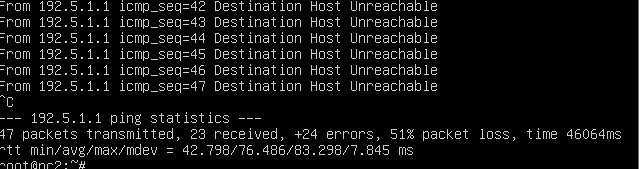 From 192.5.1.1 icmp_seq=42 Destination Host Unreachable
From 192.5.1.1 icmp_seq=43 Destination Host Unreachable
From 192.5.1.1 icmp_seq=44 Destination Host Unreachable
From 192.5.1.1 icmp_seq=45 Destination Host Unreachable
From 192.5.1.1 icmp_seq=46 Destination Host Unreachable
From 192.5.1.1 icmp_seq=47 Destination Host Unreachable
^C
--- 192.5.1.1 ping statistics ---
47 packets transmitted, 23 received, +24 errors, 51% packet loss, time 46064ms
rtt min/avg/max/mdev = 42.798/76.486/83.298/7.845 ms
root@pc2:~#